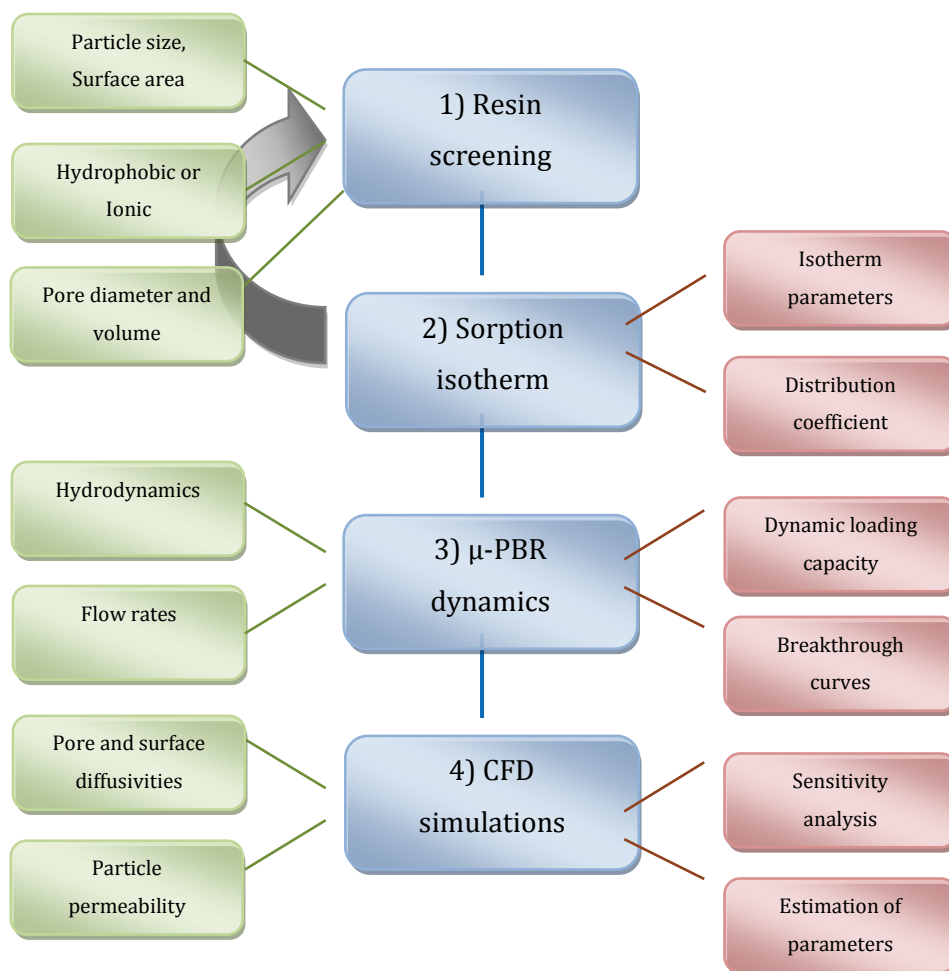 Particle size,
Surface area
1) Resin
screening
Hydrophobic or
Ionic
Pore diameter and
volume
Isotherm
parameters
2) Sorption
isotherm
Distribution
coefficient
Hydrodynamics
Dynamic loading
capacity
3) μ-PBR
dynamics
Flow rates
Breakthrough
curves
Pore and surface
diffusivities
4) CFD
simulations
Sensitivity
analysis
Particle
permeability
Estimation of
parameters